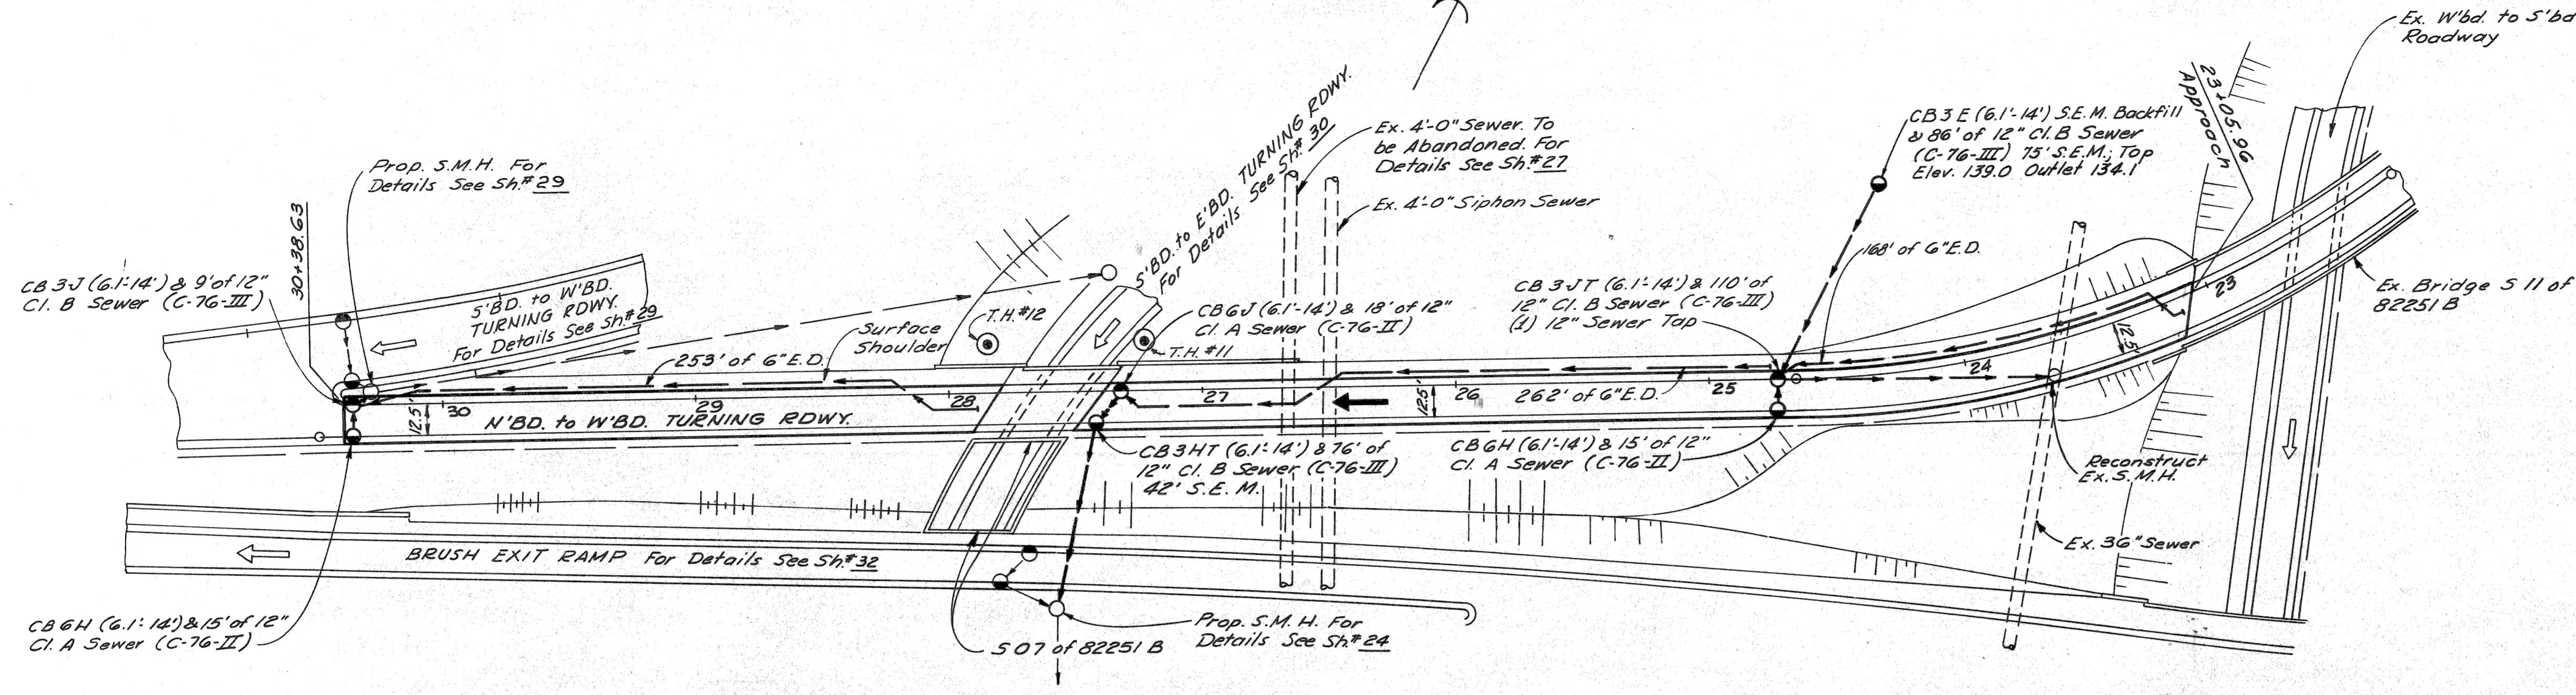 Ex. W'bd. to S'bd
Roadway
23+05.96
Approach
CB 3 E (6.1'-14') S.E.M. Backfill
& 86' of 12" Cl. B Sewer
(C-76-III) 75' S.E.M.; Top
Elev. 139.0 Outlet 134.1
Ex. 4'-0" Sewer. To
be Abandoned. For
Details See Sh.#27
Ex. 4'-0" Siphon Sewer
S'BD. to E'BD. TURNING RDWY.
For Details See Sh.#30
Prop. S.M.H. For
Details See Sh.#29
30+38.63
CB 3-J (6.1'-14') & 9' of 12"
Cl. B Sewer (C-76-III)
S'BD. to W'BD.
TURNING RDWY.
For Details See Sh.#29
Surface
Shoulder
T.H.#12
CB6J (6.1'-14') & 18' of 12"
Cl. A Sewer (C-76-II)
T.H.#11
CB 3-JT (6.1'-14') & 110' of
12" Cl. B Sewer (C-76-III)
(1) 12" Sewer Tap
168' of 6" E.D.
23
Ex. Bridge S 11 of
82251 B
253' of 6" E.D.
12.5'
24
30
29
28
27
26
262' of 6" E.D.
25
12.5'
12.5'
N'BD. to W'BD. TURNING RDWY.
CB 3 HT (6.1'-14') & 76' of
12" Cl. B Sewer (C-76-III)
42' S.E.M.
CB 6H (6.1'-14') & 15' of 12"
Cl. A Sewer (C-76-II)
Reconstruct
Ex. S.M.H.
Ex. 36" Sewer
BRUSH EXIT RAMP For Details See Sh.#32
CB 6H (6.1'-14') & 15' of 12"
Cl. A Sewer (C-76-II)
S 07 of 82251 B
Prop. S.M.H. For
Details See Sh.#24